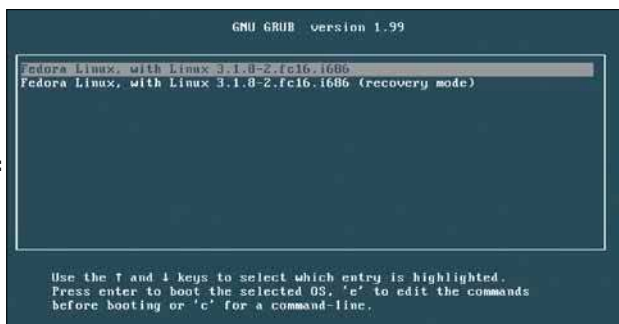 GNU GRUB version 1.99
Fedora Linux, with Linux 3.1.0-2.fc16.i686
Fedora Linux, with Linux 3.1.0-2.fc16.i686 (recovery mode)
Use the ↑ and ↓ keys to select which entry is highlighted.
Press enter to boot the selected OS, 'e' to edit the commands
before booting or 'c' for a command-line.